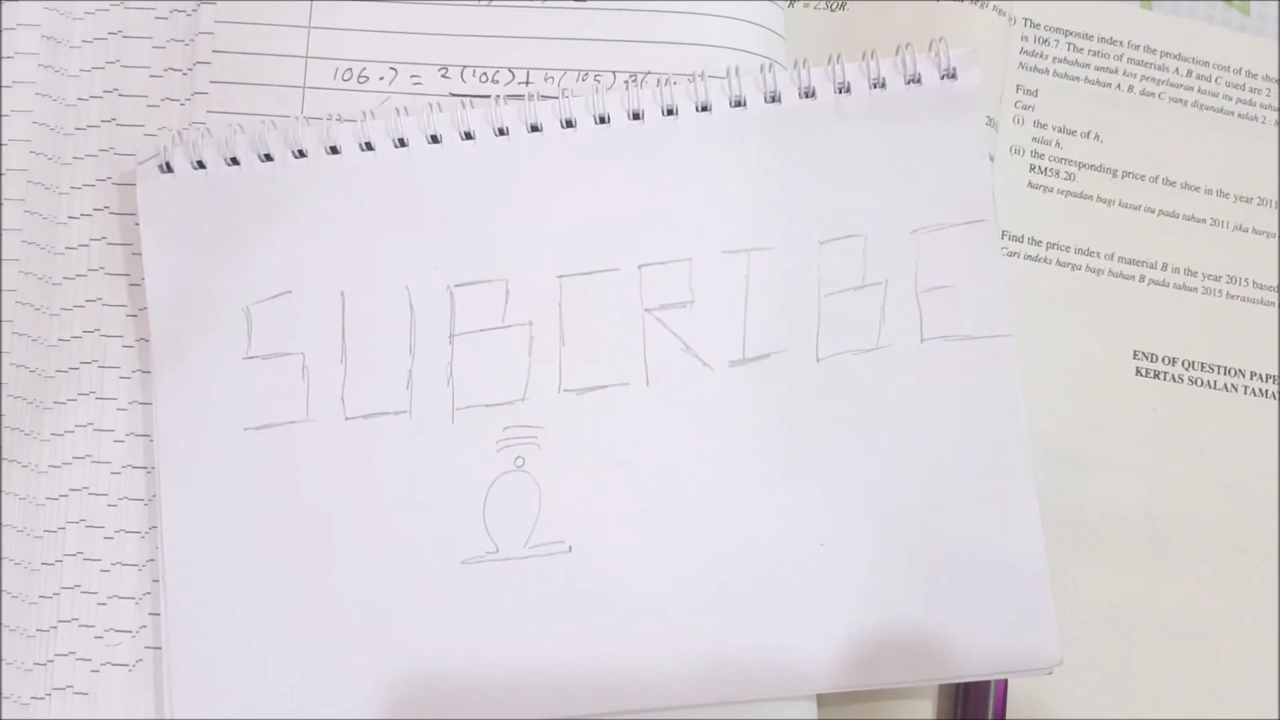 R = ∠SQR.
segi tiga
106.7 = 2(106) + h(105) + 3(
The composite index for the production cost of the shoe
is 106.7. The ratio of materials A, B and C used are 2 :
Indeks gubahan untuk kos pengeluaran kasut itu pada tahu
Nisbah bahan-bahan A, B, dan C yang digunakan ialah 2 : h
Find
Cari
(i) the value of h,
nilai h,
(ii) the corresponding price of the shoe in the year 2011
RM58.20.
harga sepadan bagi kasut itu pada tahun 2011 jika harga
Find the price index of material B in the year 2015 based
Cari indeks harga bagi bahan B pada tahun 2015 berasaskan
END OF QUESTION PAPE
KERTAS SOALAN TAMA
SUBCRIBE